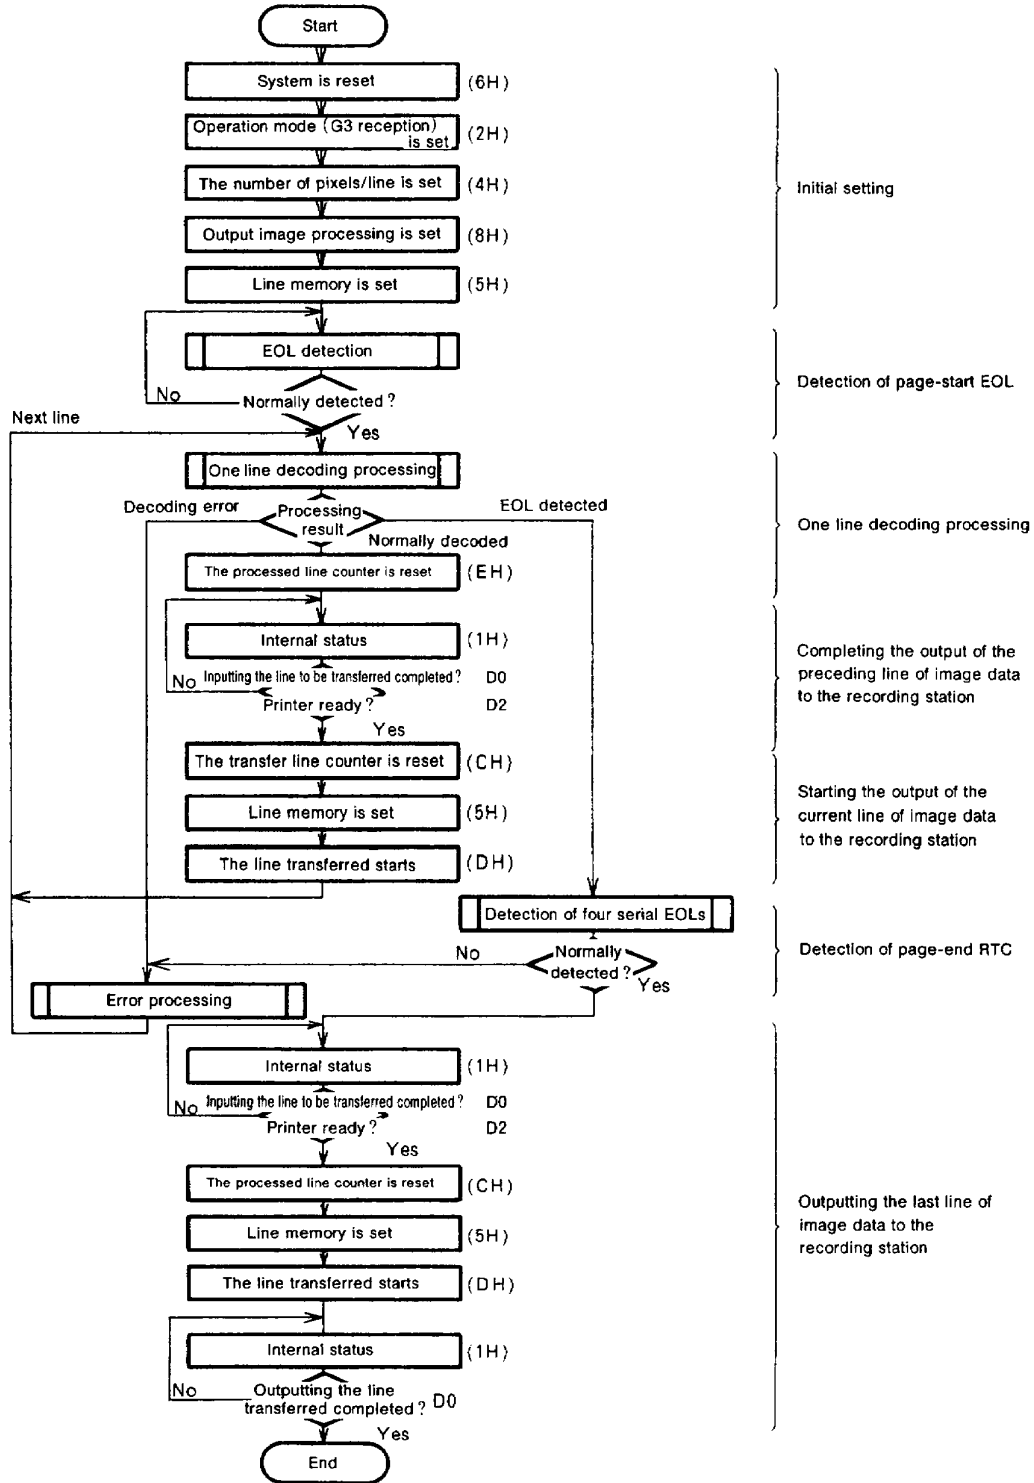 Start
System is reset (6H)
Operation mode (G3 reception)
is set (2H)
The number of pixels/line is set (4H)
Initial setting
Output image processing is set (8H)
Line memory is set (5H)
EOL detection
Detection of page-start EOL
No
Normally detected?
Next line
Yes
One line decoding processing
Decoding error
Processing
result
EOL detected
One line decoding processing
Normally decoded
The processed line counter is reset (EH)
Internal status (1H)
Completing the output of the
preceding line of image data
to the recording station
No Inputting the line to be transferred completed? D0
Printer ready? D2
Yes
The transfer line counter is reset (CH)
Line memory is set (5H)
Starting the output of the
current line of image data
to the recording station
The line transferred starts (DH)
Detection of four serial EOLs
Detection of page-end RTC
No
Normally
detected?
Yes
Error processing
Internal status (1H)
No Inputting the line to be transferred completed? D0
Printer ready? D2
Yes
The processed line counter is reset (CH)
Outputting the last line of
image data to the
recording station
Line memory is set (5H)
The line transferred starts (DH)
Internal status (1H)
No
Outputting the line
transferred completed? D0
Yes
End